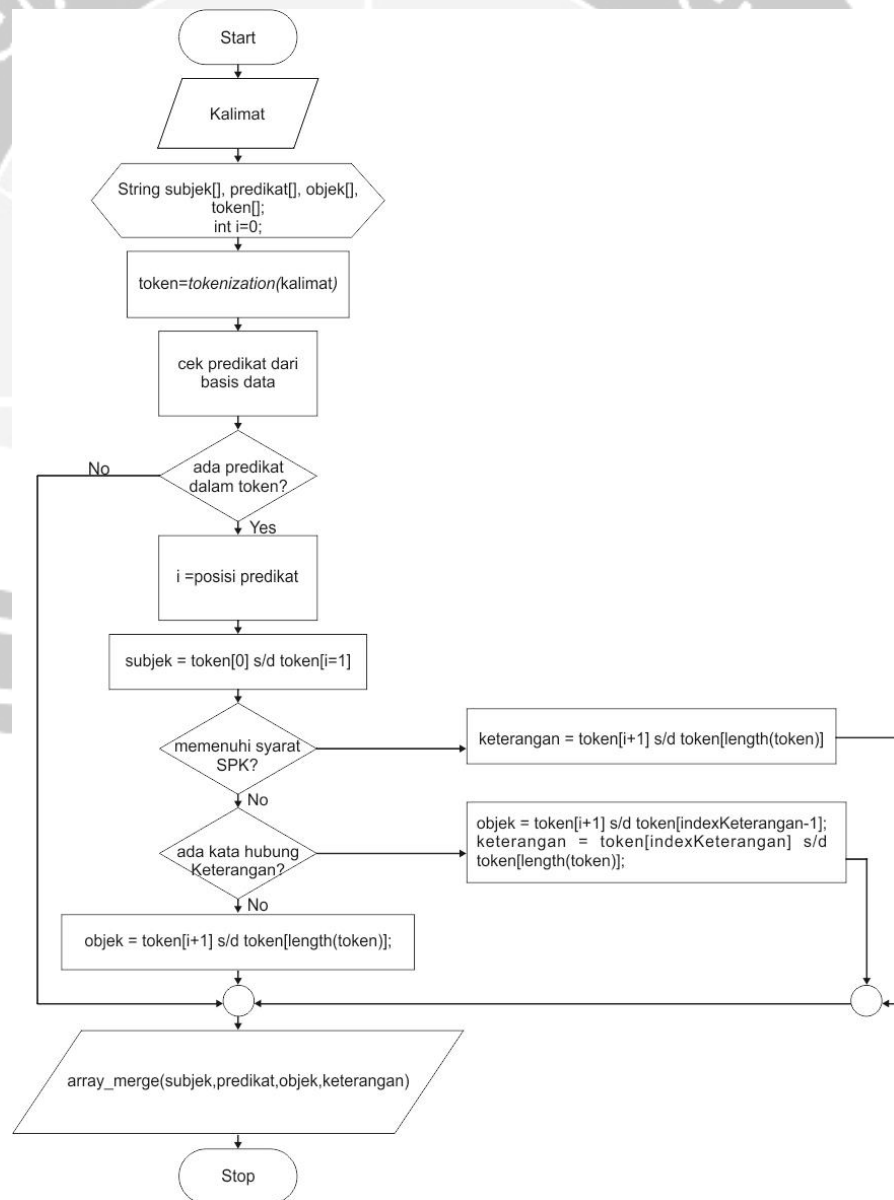 Start
Kalimat
String subjek[], predikat[], objek[],
token[];
int i=0;
token=tokenization(kalimat)
cek predikat dari
basis data
ada predikat
dalam token?
No
Yes
i =posisi predikat
subjek = token[0] s/d token[i=1]
memenuhi syarat
SPK?
keterangan = token[i+1] s/d token[length(token)]
No
ada kata hubung
Keterangan?
objek = token[i+1] s/d token[indexKeterangan-1];
keterangan = token[indexKeterangan] s/d
token[length(token)];
No
objek = token[i+1] s/d token[length(token)];
array_merge(subjek,predikat,objek,keterangan)
Stop